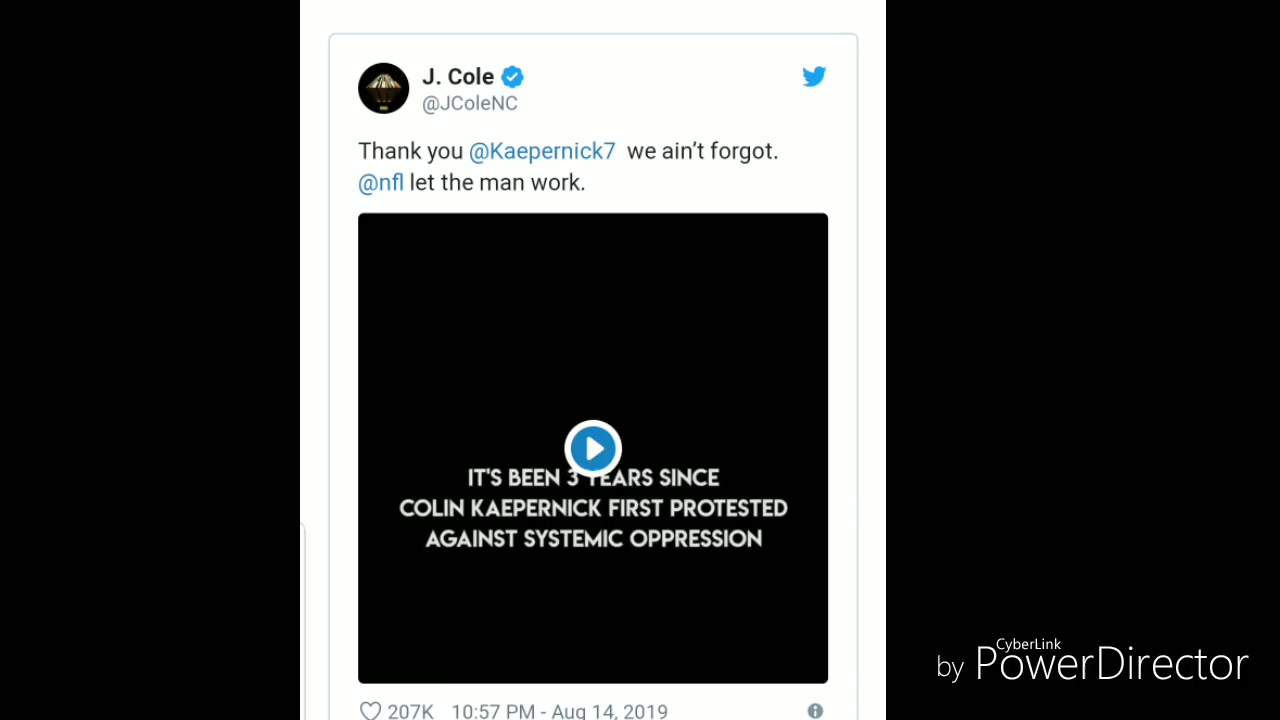 J. Cole
@JColeNC
Thank you @Kaepernick7 we ain’t forgot.
@nfl let the man work.
IT'S BEEN 3 YEARS SINCE
COLIN KAEPERNICK FIRST PROTESTED
AGAINST SYSTEMIC OPPRESSION
207K 10:57 PM - Aug 14, 2019
CyberLink
by PowerDirector